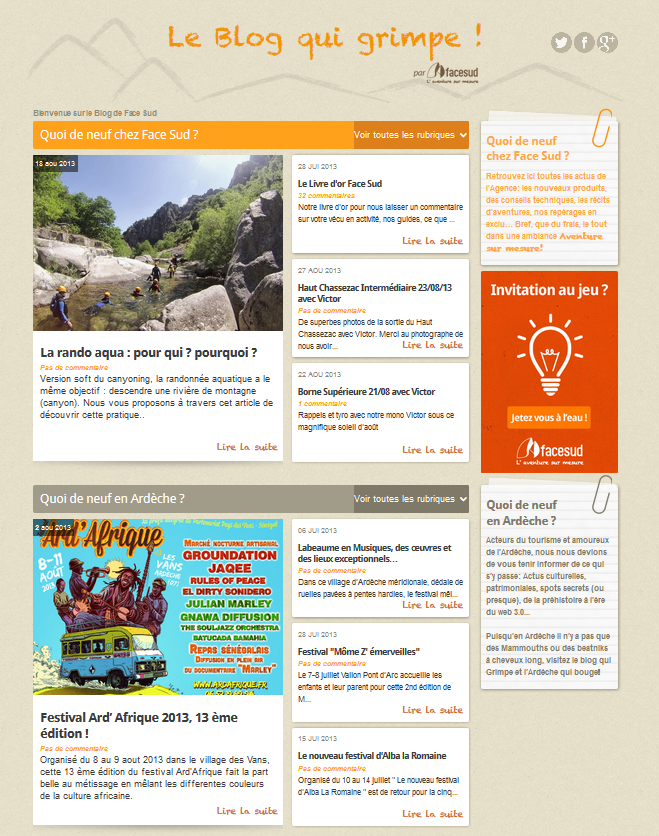 Le Blog qui grimpe !
par facesud
L'aventure sur mesure
Bienvenue sur le Blog de Face Sud
Quoi de neuf chez Face Sud ?
Voir toutes les rubriques
18 aou 2013
La rando aqua : pour qui ? pourquoi ?
Pas de commentaire
Version soft du canyoning, la randonnée aquatique a le
même objectif : descendre une rivière de montagne
(canyon). Nous vous proposons à travers cet article de
découvrir cette pratique..
Lire la suite
28 JUI 2013
Le Livre d'or Face Sud
32 commentaires
Notre livre d'or pour nous laisser un commentaire
sur votre vécu en activité, nos guides, ce que ...
Lire la suite
27 AOU 2013
Haut Chassezac Intermédiaire 23/08/13
avec Victor
Pas de commentaire
De superbes photos de la sortie du Haut
Chassezac avec Victor. Merci au photographe de
nous avoir...
Lire la suite
22 AOU 2013
Borne Supérieure 21/08 avec Victor
1 commentaire
Rappels et tyro avec notre mono Victor sous ce
magnifique soleil d'août
Lire la suite
Quoi de neuf
chez Face Sud ?
Retrouvez ici toutes les actus de
l'Agence: les nouveaux produits,
des conseils techniques, les récits
d'aventures, nos repérages en
exclu... Bref, que du frais, le tout
dans une ambiance Aventure
sur mesure!
Invitation au jeu ?
Jetez vous à l'eau !
facesud
L'aventure sur mesure
Quoi de neuf en Ardèche ?
Voir toutes les rubriques
2 aou 2013
Ard'Afrique
8-11
AOUT
2013
LES
VANS
ARDÈCHE
(07)
MARCHÉ NOCTURNE ARTISANAL
GROUNDATION
JAQEE
RULES OF PEACE
EL DIRTY SONIDERO
JULIAN MARLEY
GNAWA DIFFUSION
THE SOULJAZZ ORCHESTRA
BATUCADA BAMAHIA
REPAS SÉNÉGALAIS
DIFFUSION EN PLEIN AIR
DU DOCUMENTAIRE "MARLEY"
WWW.ARDAFRIQUE.FR
Festival Ard' Afrique 2013, 13 ème
édition !
Pas de commentaire
Organisé du 8 au 9 aout 2013 dans le village des Vans,
cette 13 ème édition du festival Ard'Afrique fait la part
belle au métissage en mêlant les differentes couleurs
de la culture africaine.
Lire la suite
06 JUI 2013
Labeaume en Musiques, des œuvres et
des lieux exceptionnels…
Pas de commentaire
Dans ce village d'Ardèche méridionale, dédale de
ruelles pavées à pentes hardies, le festival mêl...
Lire la suite
28 JUI 2013
Festival "Môme Z' émerveilles"
Pas de commentaire
Le 7-8 juillet Vallon Pont d'Arc accueille les
enfants et leur parent pour cette 2nd édition de
M...
Lire la suite
15 JUI 2013
Le nouveau festival d'Alba la Romaine
Pas de commentaire
Organisé du 10 au 14 juillet " Le nouveau festival
d'Alba La Romaine " est de retour pour la cinq...
Lire la suite
Quoi de neuf
en Ardèche ?
Acteurs du tourisme et amoureux
de l'Ardèche, nous nous devions
de vous tenir informer de ce qui
s'y passe: Actus culturelles,
patrimoniales, spots secrets (ou
presque), de la préhistoire à l'ère
du web 3.0...
Puisqu'en Ardèche il n'y a pas que
des Mammouths ou des beatniks
à cheveux long, visitez le blog qui
Grimpe et l'Ardèche qui bouge!